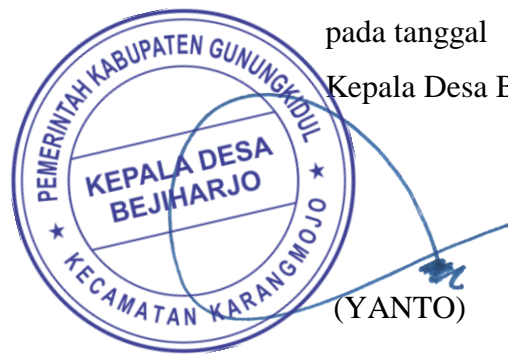 pada tanggal
Kepala Desa B
PEMERINTAH KABUPATEN GUNUNGKIDUL
KEPALA DESA
BEJIHARJO
★ KECAMATAN KARANGMOJO ★
(YANTO)